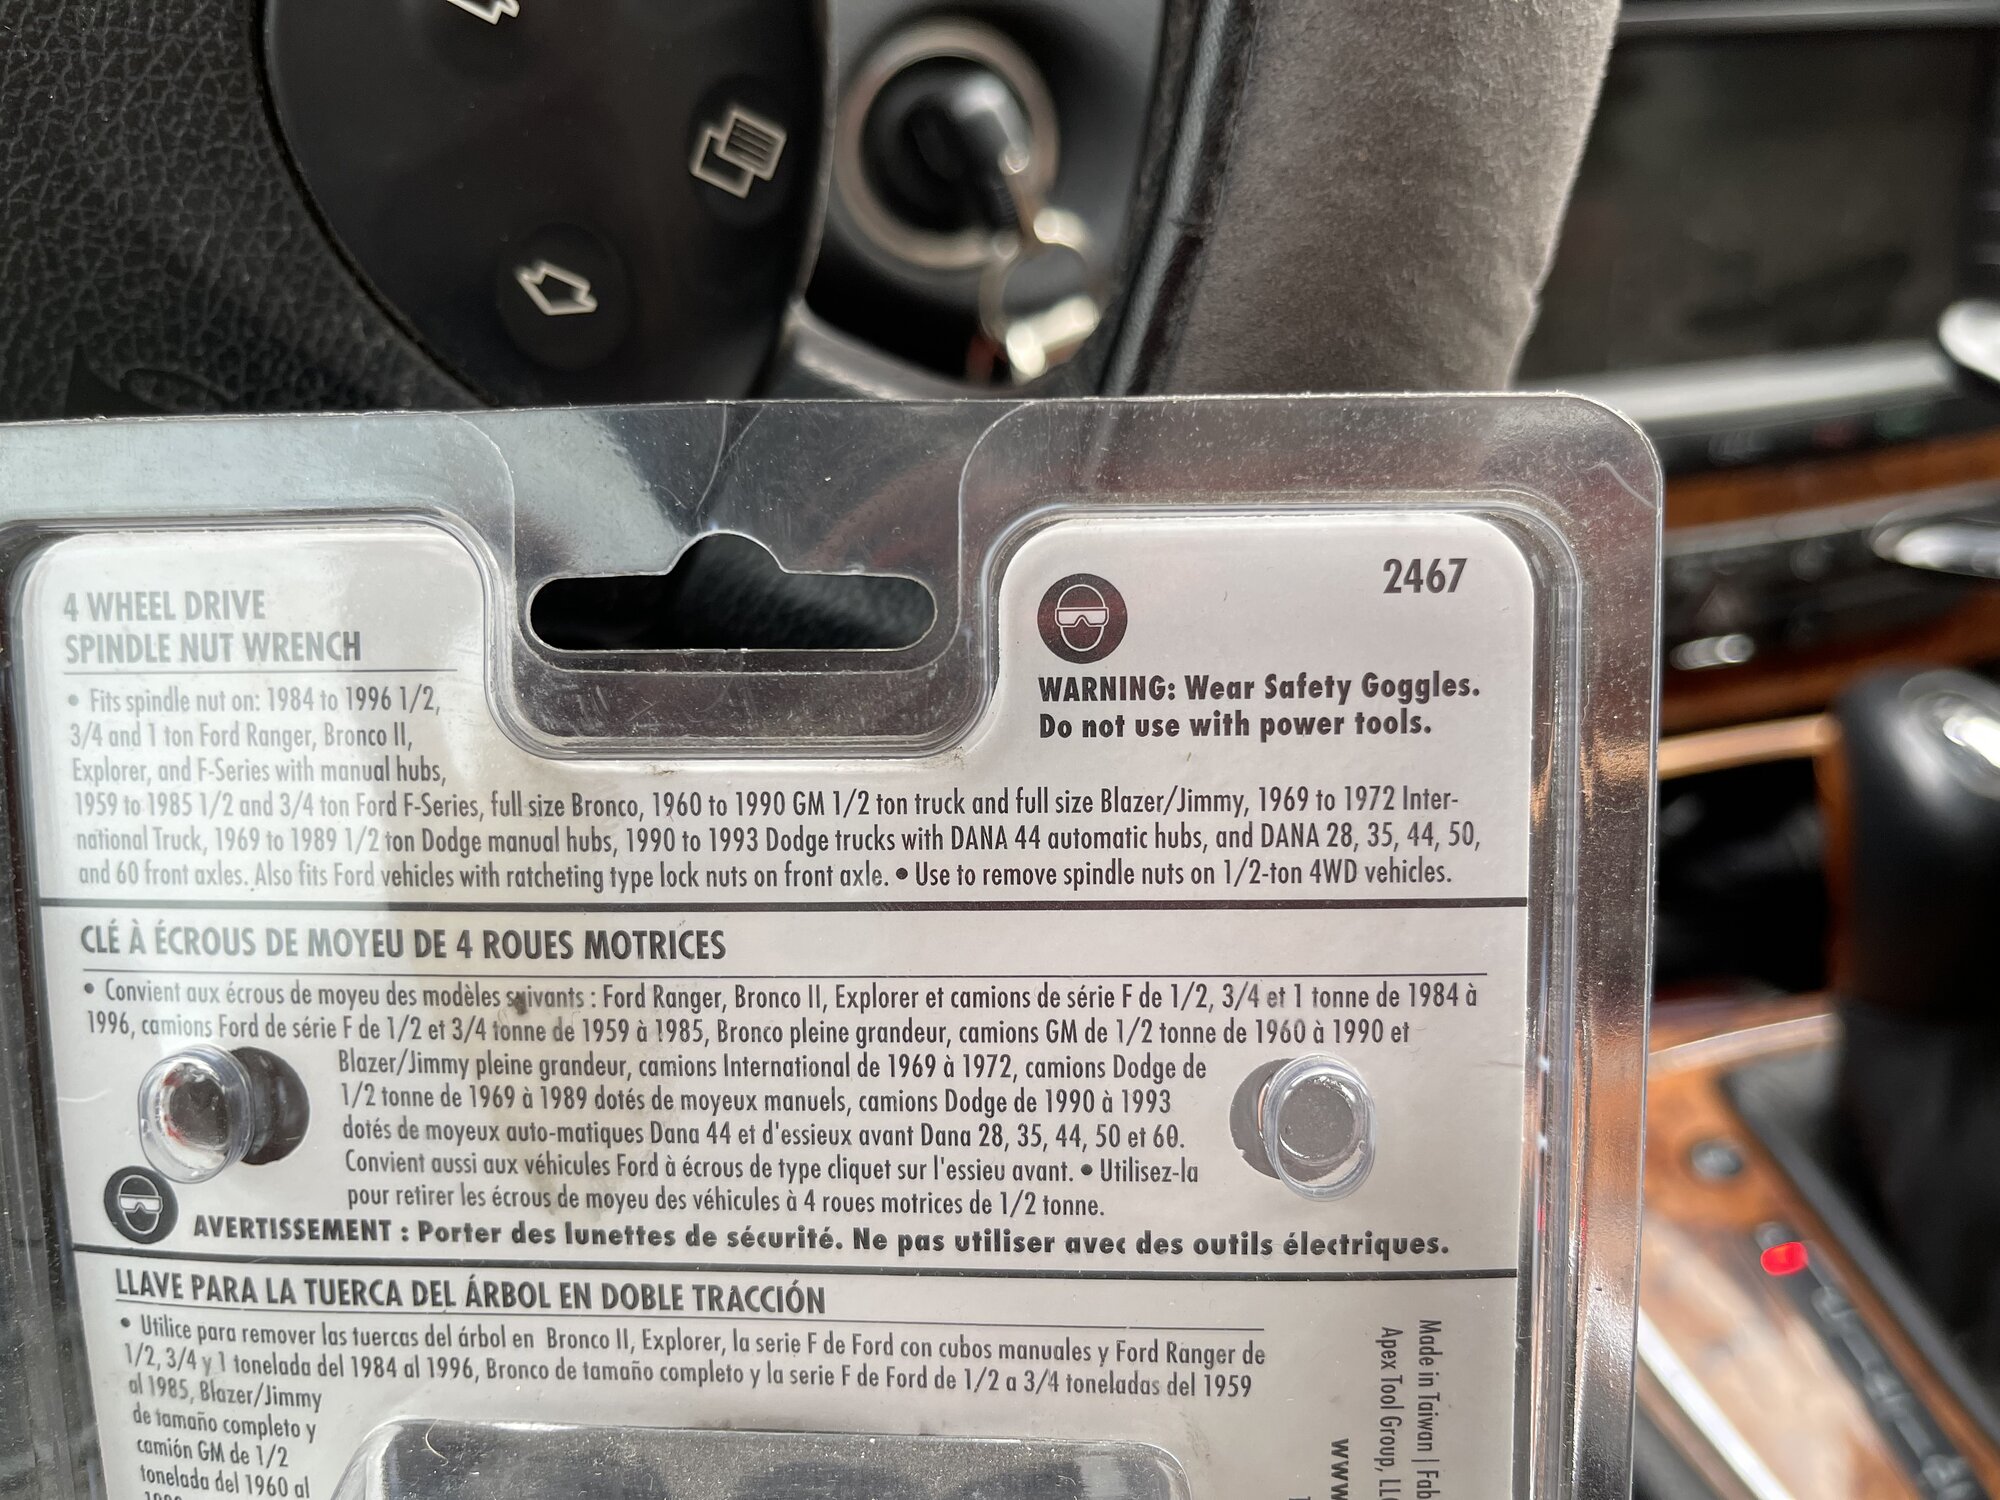 2467
4 WHEEL DRIVE
SPINDLE NUT WRENCH
• Fits spindle nut on: 1984 to 1996 1/2,
3/4 and 1 ton Ford Ranger, Bronco II,
Explorer, and F-Series with manual hubs,
1959 to 1985 1/2 and 3/4 ton Ford F-Series, full size Bronco, 1960 to 1990 GM 1/2 ton truck and full size Blazer/Jimmy, 1969 to 1972 Inter-
national Truck, 1969 to 1989 1/2 ton Dodge manual hubs, 1990 to 1993 Dodge trucks with DANA 44 automatic hubs, and DANA 28, 35, 44, 50,
and 60 front axles. Also fits Ford vehicles with ratcheting type lock nuts on front axle. • Use to remove spindle nuts on 1/2-ton 4WD vehicles.
WARNING: Wear Safety Goggles.
Do not use with power tools.
CLÉ À ÉCROUS DE MOYEU DE 4 ROUES MOTRICES
• Convient aux écrous de moyeu des modèles suivants : Ford Ranger, Bronco II, Explorer et camions de série F de 1/2, 3/4 et 1 tonne de 1984 à
1996, camions Ford de série F de 1/2 et 3/4 tonne de 1959 à 1985, Bronco pleine grandeur, camions GM de 1/2 tonne de 1960 à 1990 et
Blazer/Jimmy pleine grandeur, camions International de 1969 à 1972, camions Dodge de
1/2 tonne de 1969 à 1989 dotés de moyeux manuels, camions Dodge de 1990 à 1993
dotés de moyeux auto-matiques Dana 44 et d'essieux avant Dana 28, 35, 44, 50 et 60.
Convient aussi aux véhicules Ford à écrous de type cliquet sur l'essieu avant. • Utilisez-la
pour retirer les écrous de moyeu des véhicules à 4 roues motrices de 1/2 tonne.
AVERTISSEMENT : Porter des lunettes de sécurité. Ne pas utiliser avec des outils électriques.
LLAVE PARA LA TUERCA DEL ÁRBOL EN DOBLE TRACCIÓN
• Utilice para remover las tuercas del árbol en Bronco II, Explorer, la serie F de Ford con cubos manuales y Ford Ranger de
1/2, 3/4 y 1 tonelada del 1984 al 1996, Bronco de tamaño completo y la serie F de Ford de 1/2 a 3/4 toneladas del 1959
al 1985, Blazer/Jimmy
de tamaño completo y
camión GM de 1/2
tonelada del 1960 al
Made in Taiwan | Fab
Apex Tool Group, LL
www